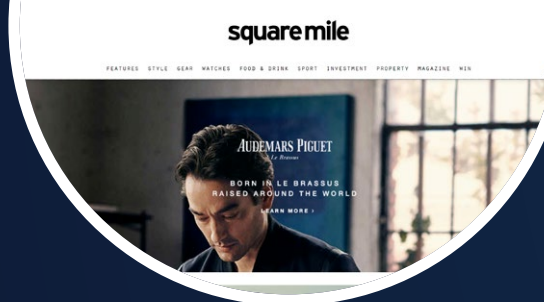 square mile
FEATURES STYLE GEAR WATCHES FOOD & DRINK SPORT INVESTMENT PROPERTY MAGAZINE WIN
AUDEMARS PIGUET
Le Brassus
BORN IN LE BRASSUS
RAISED AROUND THE WORLD
LEARN MORE ›